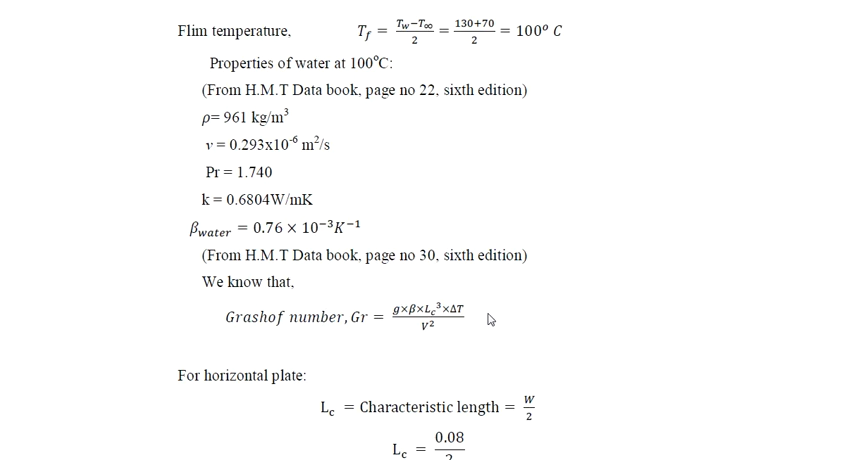 Flim temperature, T_f = (T_w−T_∞)/2 = (130+70)/2 = 100° C
Properties of water at 100°C:
(From H.M.T Data book, page no 22, sixth edition)
ρ= 961 kg/m³
ν = 0.293x10⁻⁶ m²/s
Pr = 1.740
k = 0.6804W/mK
β_water = 0.76 × 10⁻³K⁻¹
(From H.M.T Data book, page no 30, sixth edition)
We know that,
Grashof number, Gr = (g×β×L_c³×ΔT)/V²
For horizontal plate:
L_c = Characteristic length = W/2
L_c = 0.08/2